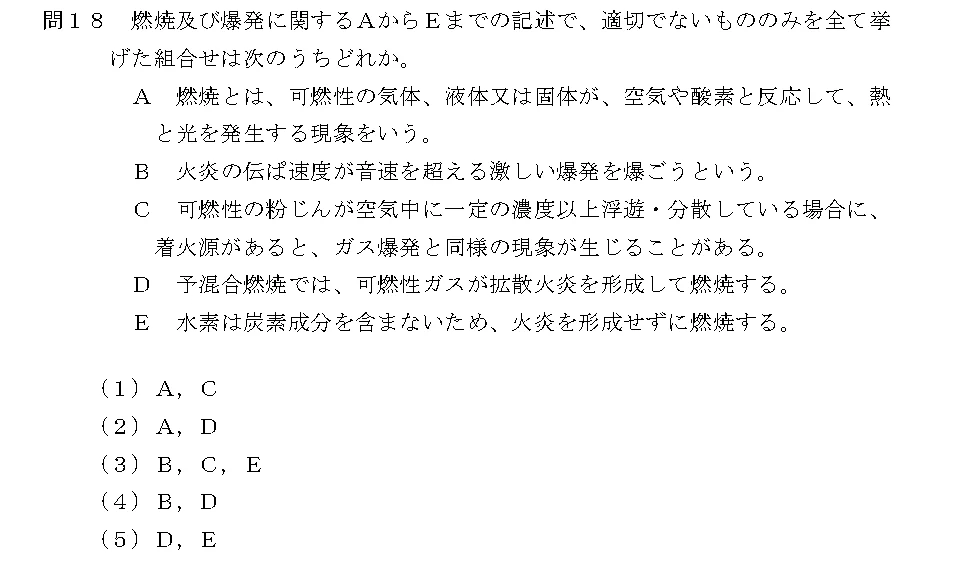 問１８　燃焼及び爆発に関するＡからＥまでの記述で、適切でないもののみを全て挙
げた組合せは次のうちどれか。
Ａ　燃焼とは、可燃性の気体、液体又は固体が、空気や酸素と反応して、熱
と光を発生する現象をいう。
Ｂ　火炎の伝ぱ速度が音速を超える激しい爆発を爆ごうという。
Ｃ　可燃性の粉じんが空気中に一定の濃度以上浮遊・分散している場合に、
着火源があると、ガス爆発と同様の現象が生じることがある。
Ｄ　予混合燃焼では、可燃性ガスが拡散火炎を形成して燃焼する。
Ｅ　水素は炭素成分を含まないため、火炎を形成せずに燃焼する。
（１）Ａ，Ｃ
（２）Ａ，Ｄ
（３）Ｂ，Ｃ，Ｅ
（４）Ｂ，Ｄ
（５）Ｄ，Ｅ